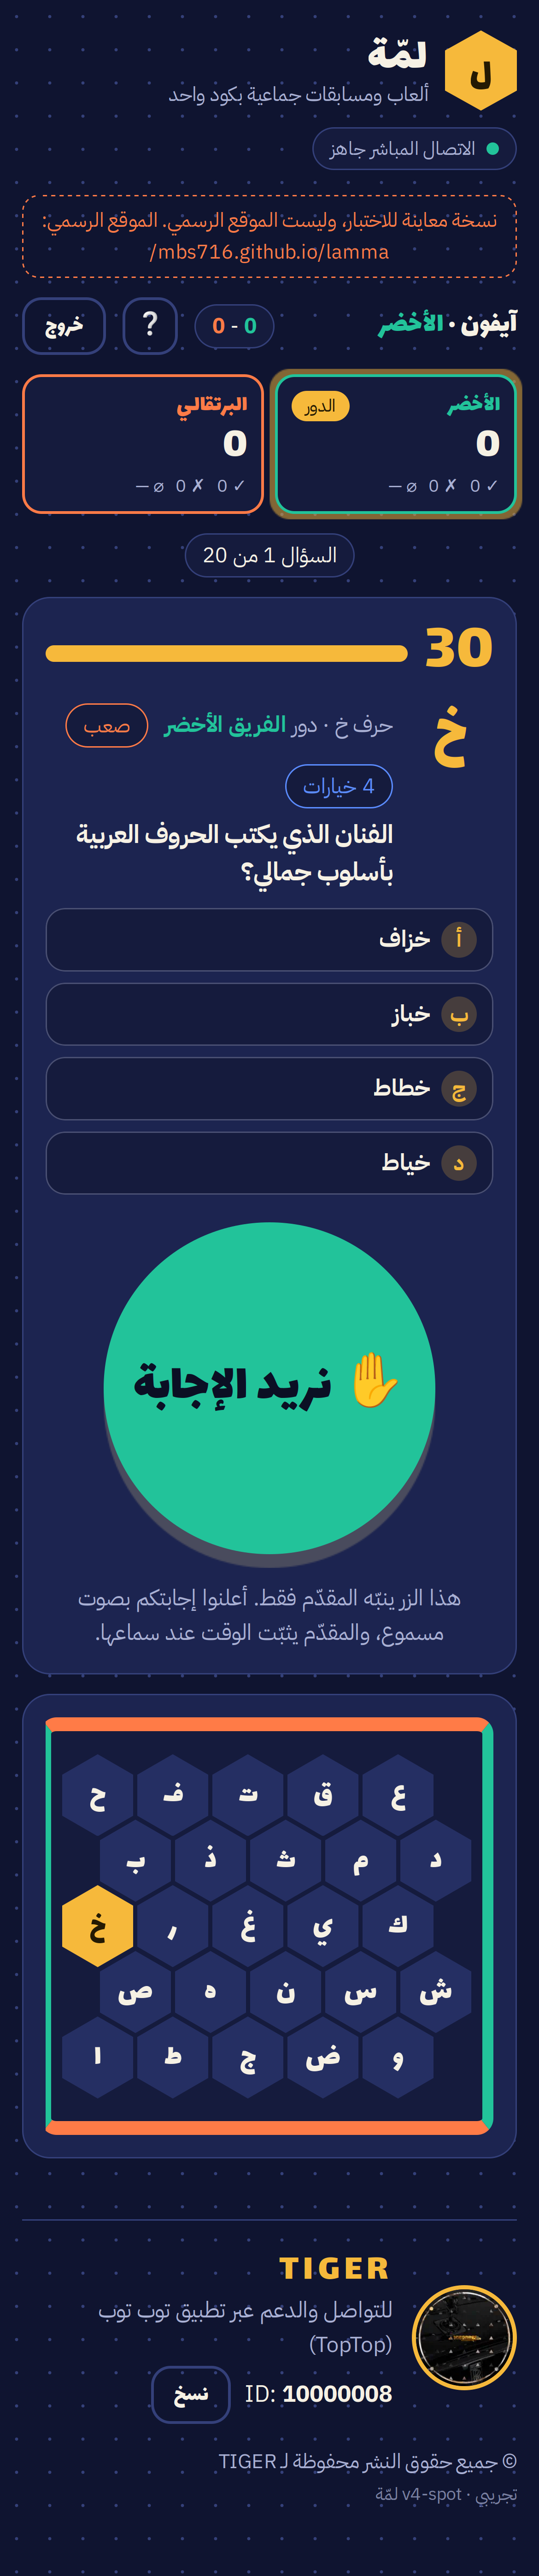 ل
لمّة
ألعاب ومسابقات جماعية بكود واحد
الاتصال المباشر جاهز
نسخة معاينة للاختبار، وليست الموقع الرسمي. الموقع الرسمي:
mbs716.github.io/lamma/
آيفون · الأخضر
0 - 0
?
خروج
الأخضر
الدور
0
✓ 0 ✗ 0 ⌀ —
البرتقالي
0
✓ 0 ✗ 0 ⌀ —
السؤال 1 من 20
30
خ
حرف خ · دور الفريق الأخضر
صعب
4 خيارات
الفنان الذي يكتب الحروف العربية
بأسلوب جمالي؟
أ خزاف
ب خباز
ج خطاط
د خياط
✋ نريد الإجابة
هذا الزر ينبّه المقدّم فقط. أعلنوا إجابتكم بصوت
مسموع، والمقدّم يثبّت الوقت عند سماعها.
ع ق ت ف ح
د م ث ذ ب
ك ي غ ر خ
ش س ن ه ص
و ض ج ط ا
TIGER
للتواصل والدعم عبر تطبيق توب توب
(TopTop)
ID: 10000008
نسخ
© جميع حقوق النشر محفوظة لـ TIGER
تجريبي · v4-spot لمّة